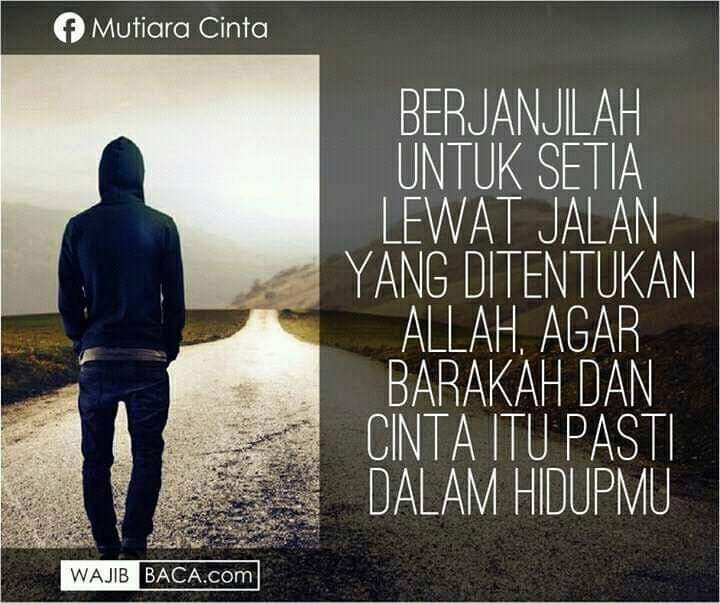 Mutiara Cinta
BERJANJILAH
UNTUK SETIA
LEWAT JALAN
YANG DITENTUKAN
ALLAH, AGAR
BARAKAH DAN
CINTA ITU PASTI
DALAM HIDUPMU
WAJIB BACA.com